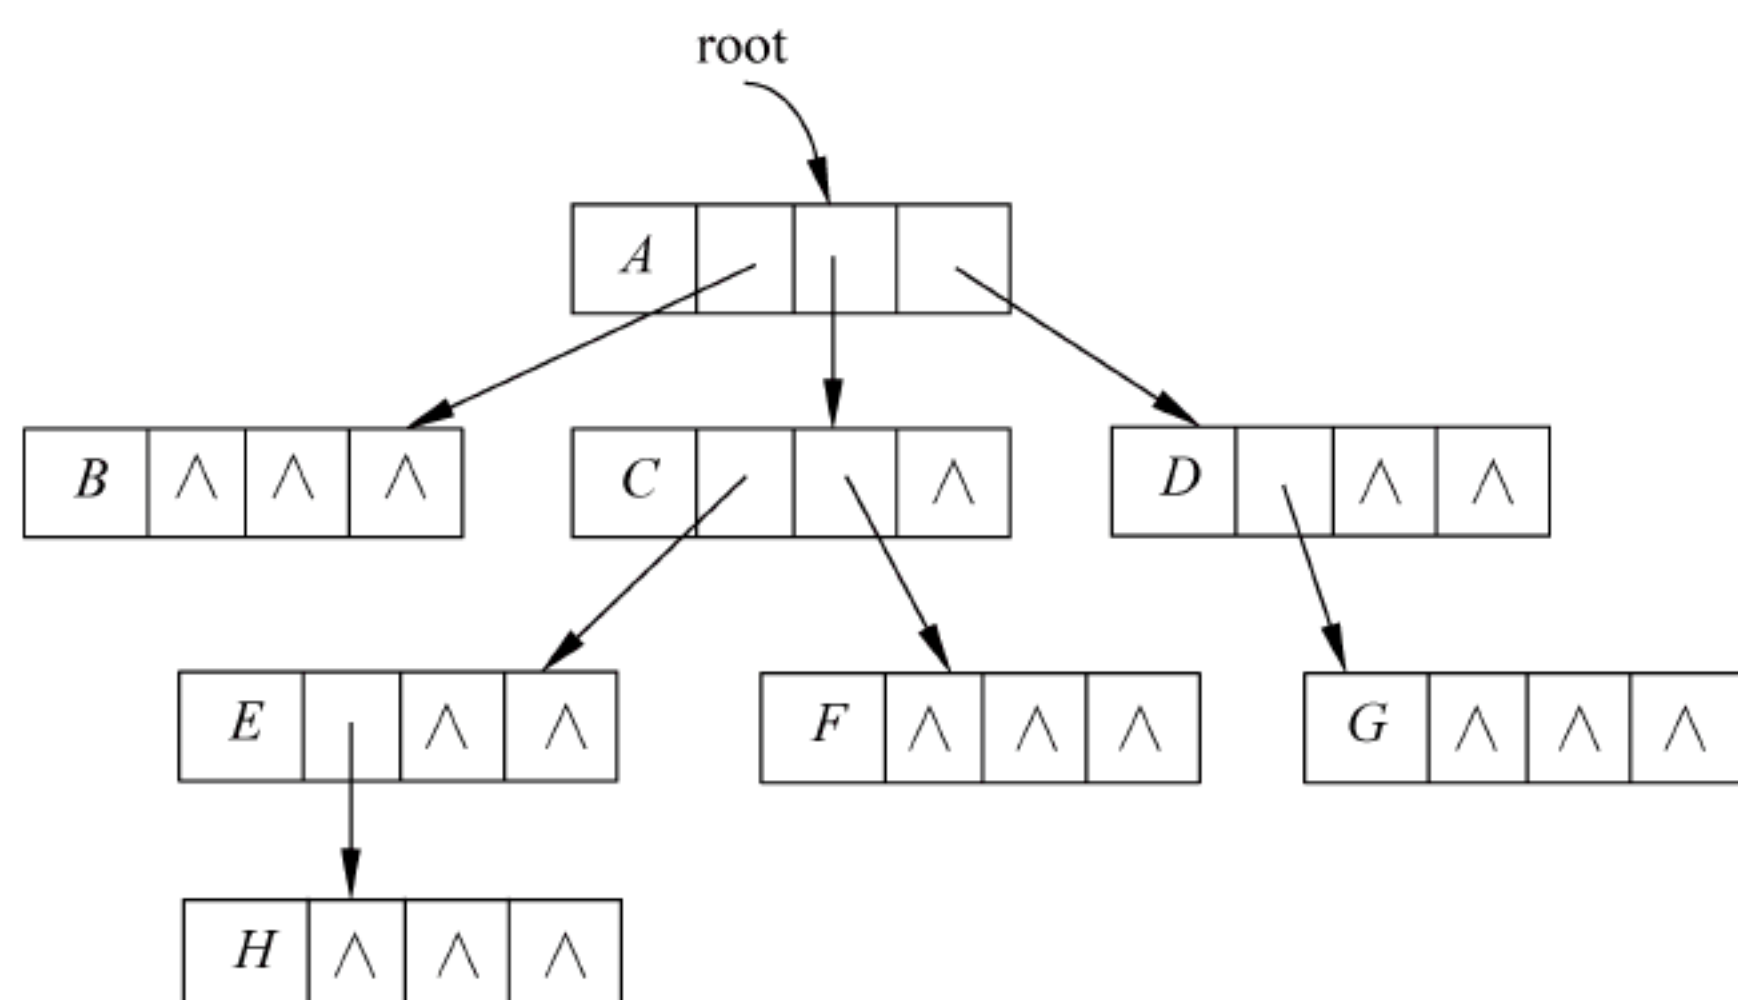 root
A
B ∧ ∧ ∧ C ∧ D ∧ ∧
E ∧ ∧ F ∧ ∧ ∧ G ∧ ∧ ∧
H ∧ ∧ ∧